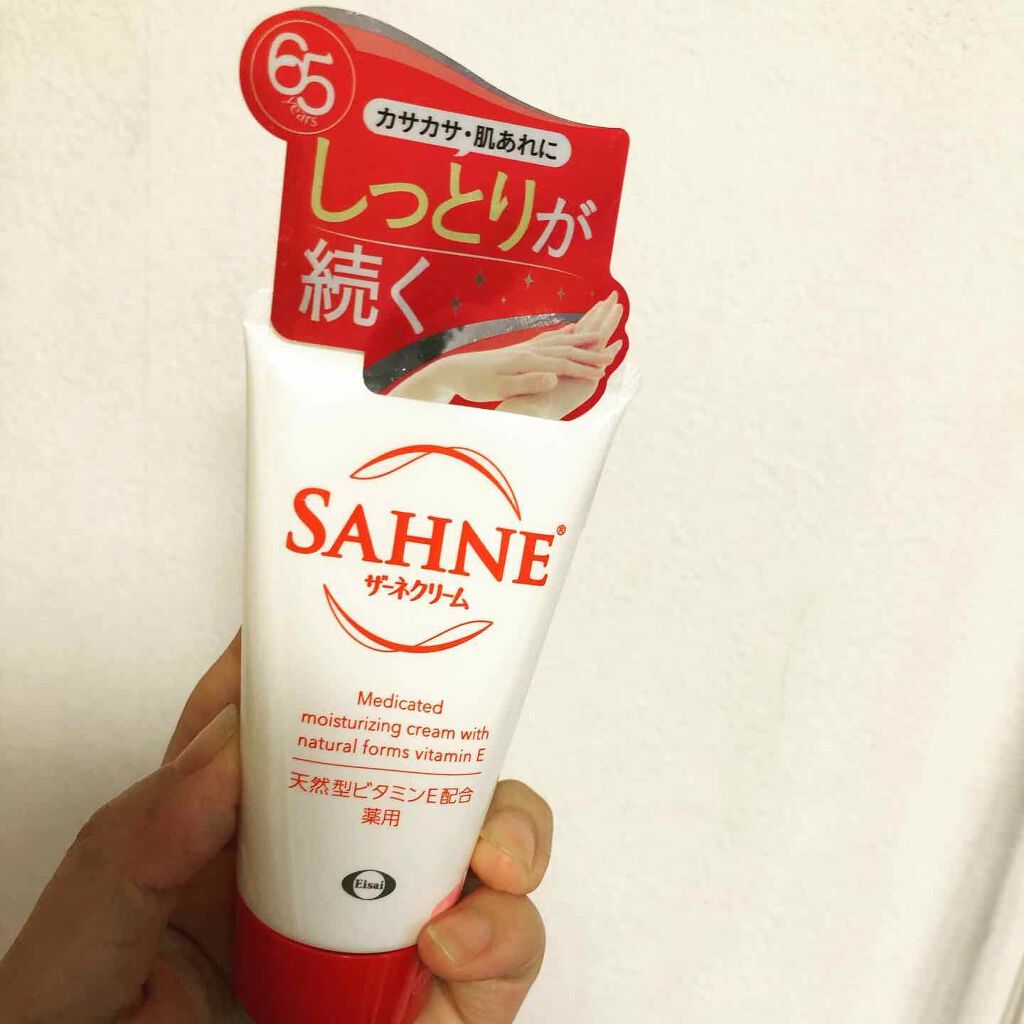 65
years
カサカサ・肌あれに
しっとりが
続く
SAHNE®
ザーネクリーム
Medicated
moisturizing cream with
natural forms vitamin E
天然型ビタミンE配合
薬用
Eisai